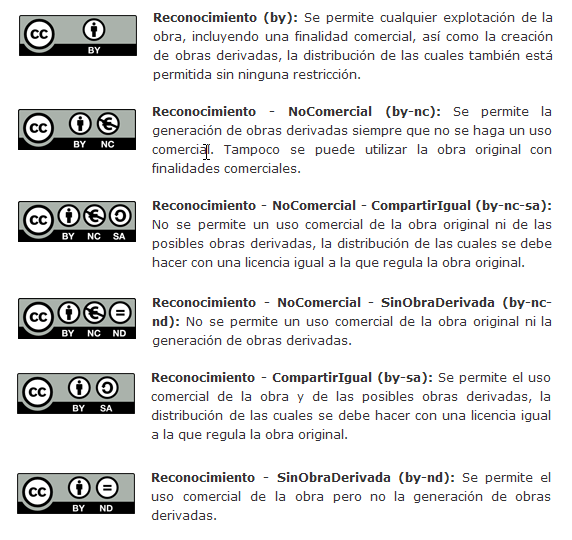 cc
BY
Reconocimiento (by): Se permite cualquier explotación de la
obra, incluyendo una finalidad comercial, así como la creación
de obras derivadas, la distribución de las cuales también está
permitida sin ninguna restricción.
cc
BY NC
Reconocimiento - NoComercial (by-nc): Se permite la
generación de obras derivadas siempre que no se haga un uso
comercial. Tampoco se puede utilizar la obra original con
finalidades comerciales.
cc
BY NC SA
Reconocimiento - NoComercial - CompartirIgual (by-nc-sa):
No se permite un uso comercial de la obra original ni de las
posibles obras derivadas, la distribución de las cuales se debe
hacer con una licencia igual a la que regula la obra original.
cc
BY NC ND
Reconocimiento - NoComercial - SinObraDerivada (by-nc-
nd): No se permite un uso comercial de la obra original ni la
generación de obras derivadas.
cc
BY SA
Reconocimiento - CompartirIgual (by-sa): Se permite el uso
comercial de la obra y de las posibles obras derivadas, la
distribución de las cuales se debe hacer con una licencia igual
a la que regula la obra original.
cc
BY ND
Reconocimiento - SinObraDerivada (by-nd): Se permite el
uso comercial de la obra pero no la generación de obras
derivadas.